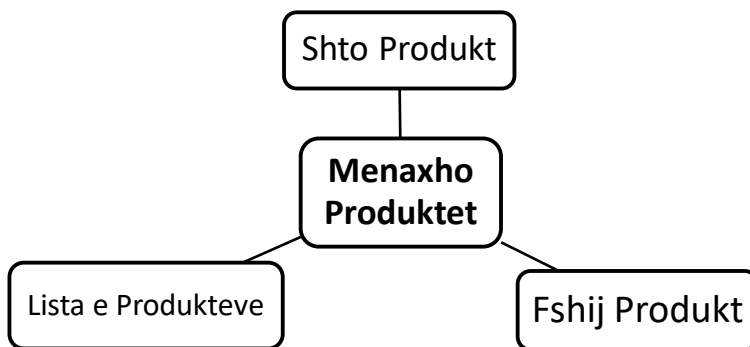 Shto Produkt
Menaxho
Produktet
Lista e Produkteve
Fshij Produkt